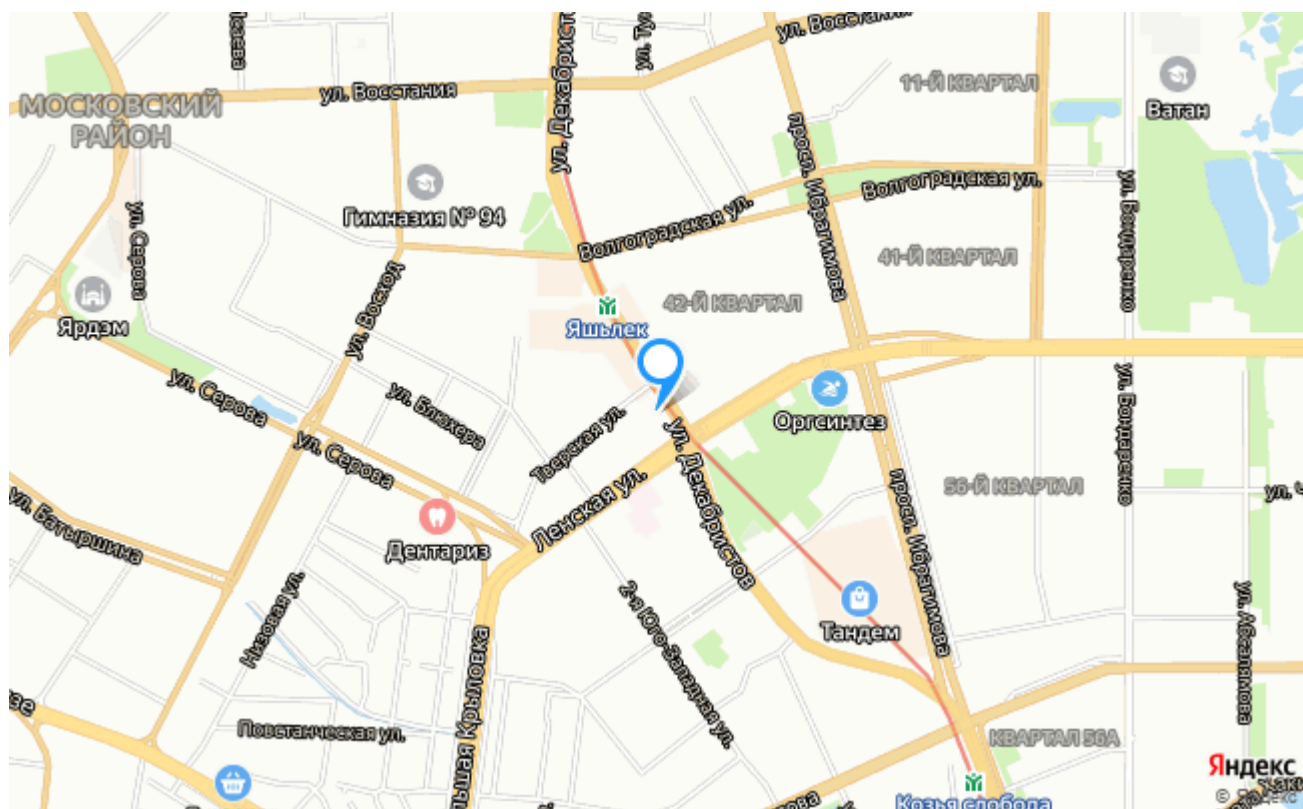 ул. Восстания
ул. Декабристов
ул. Восстания
11-Й КВАРТАЛ
Ватан
МОСКОВСКИЙ
РАЙОН
просп. Ибрагимова
Гимназия № 94
Волгоградская ул.
Волгоградская ул.
ул. Бондаренко
ул. Серова
41-Й КВАРТАЛ
42-Й КВАРТАЛ
Ярдэм
ул. Восход
Яшьлек
ул. Серова
ул. Блюхера
Тверская ул.
Оргсинтез
ул. Бондаренко
ул. Серова
ул. Декабристов
Ленская ул.
56-Й КВАРТАЛ
просп. Ибрагимова
ул. Батыршина
Дентариз
Низовая ул.
2-я Юго-Западная ул.
Тандем
ул. Абсалямова
Повстанческая ул.
КВАРТАЛ 56А
Яндекс
Козья слобода